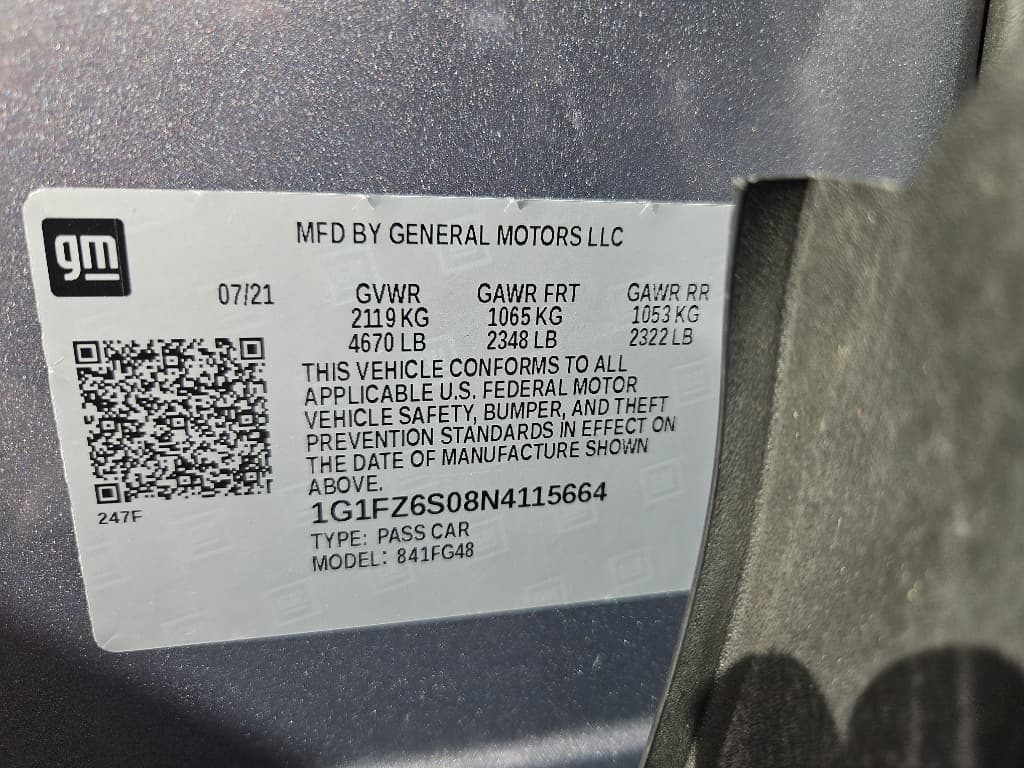 gm
MFD BY GENERAL MOTORS LLC
07/21 GVWR GAWR FRT GAWR RR
2119 KG 1065 KG 1053 KG
4670 LB 2348 LB 2322 LB
THIS VEHICLE CONFORMS TO ALL
APPLICABLE U.S. FEDERAL MOTOR
VEHICLE SAFETY, BUMPER, AND THEFT
PREVENTION STANDARDS IN EFFECT ON
THE DATE OF MANUFACTURE SHOWN
ABOVE.
247F
1G1FZ6S08N4115664
TYPE: PASS CAR
MODEL: 841FG48